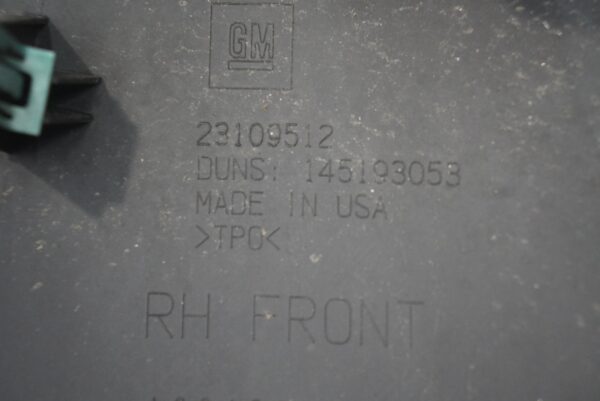 GM
23109512
DUNS: 145193053
MADE IN USA
>TPO<
RH FRONT